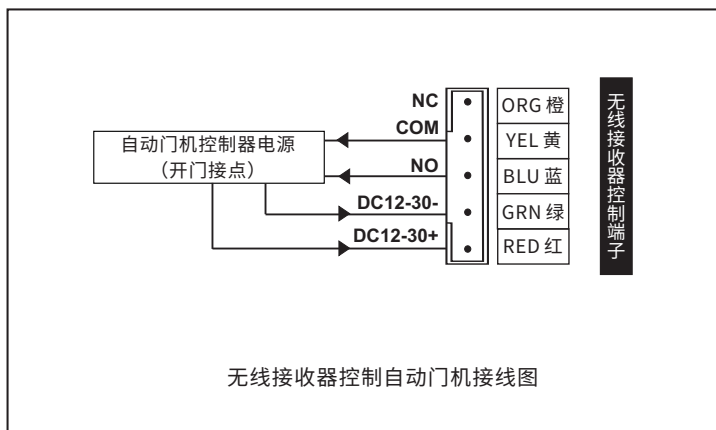 NC
ORG 橙
COM
YEL 黄
自动门机控制器电源
（开门接点）
NO
BLU 蓝
DC12-30-
GRN 绿
DC12-30+
RED 红
无线接收器控制端子
无线接收器控制自动门机接线图